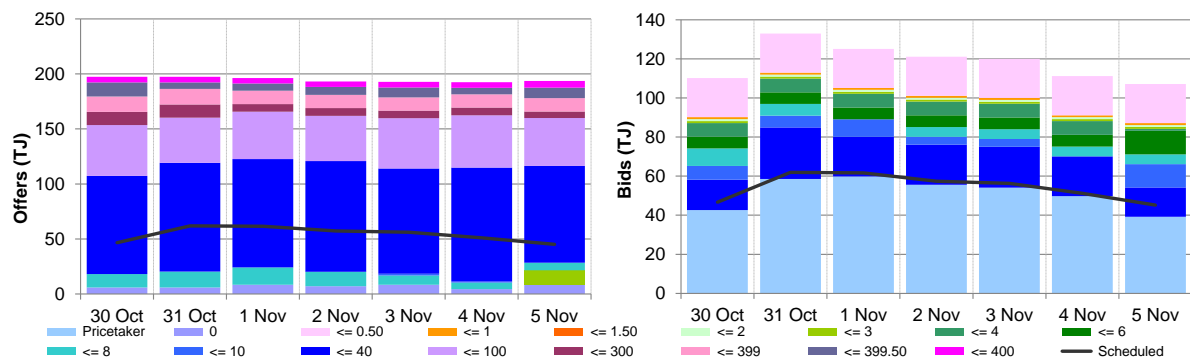 250
200
150
100
50
0
Offers (TJ)
30 Oct 31 Oct 1 Nov 2 Nov 3 Nov 4 Nov 5 Nov
140
120
100
80
60
40
20
0
Bids (TJ)
30 Oct 31 Oct 1 Nov 2 Nov 3 Nov 4 Nov 5 Nov
Pricetaker 0 <= 0.50 <= 1 <= 1.50 <= 2 <= 3 <= 4 <= 6
<= 8 <= 10 <= 40 <= 100 <= 300 <= 399 <= 399.50 <= 400 Scheduled